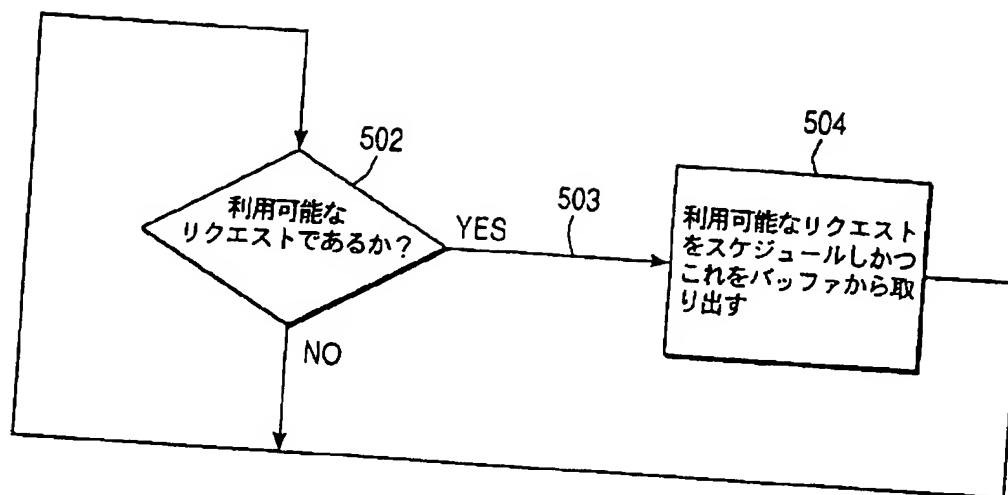 502
利用可能な
リクエストであるか？
YES
503
504
利用可能なリクエスト
をスケジュールしかつ
これをバッファから取
り出す
NO